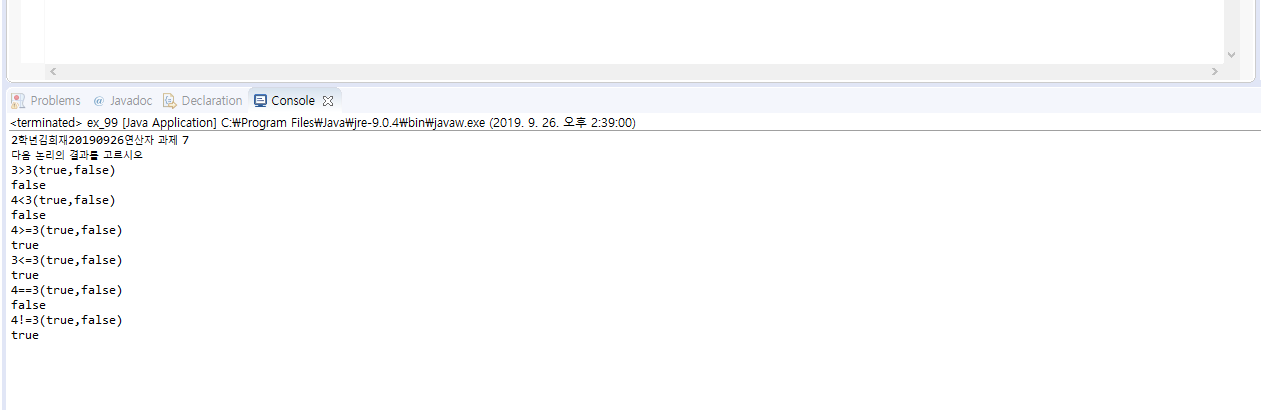 Problems @ Javadoc Declaration Console
<terminated> ex_99 [Java Application] C:₩Program Files₩Java₩jre-9.0.4₩bin₩javaw.exe (2019. 9. 26. 오후 2:39:00)
2학년김희재20190926연산자 과제 7
다음 논리의 결과를 고르시오
3>3(true,false)
false
4<3(true,false)
false
4>=3(true,false)
true
3<=3(true,false)
true
4==3(true,false)
false
4!=3(true,false)
true